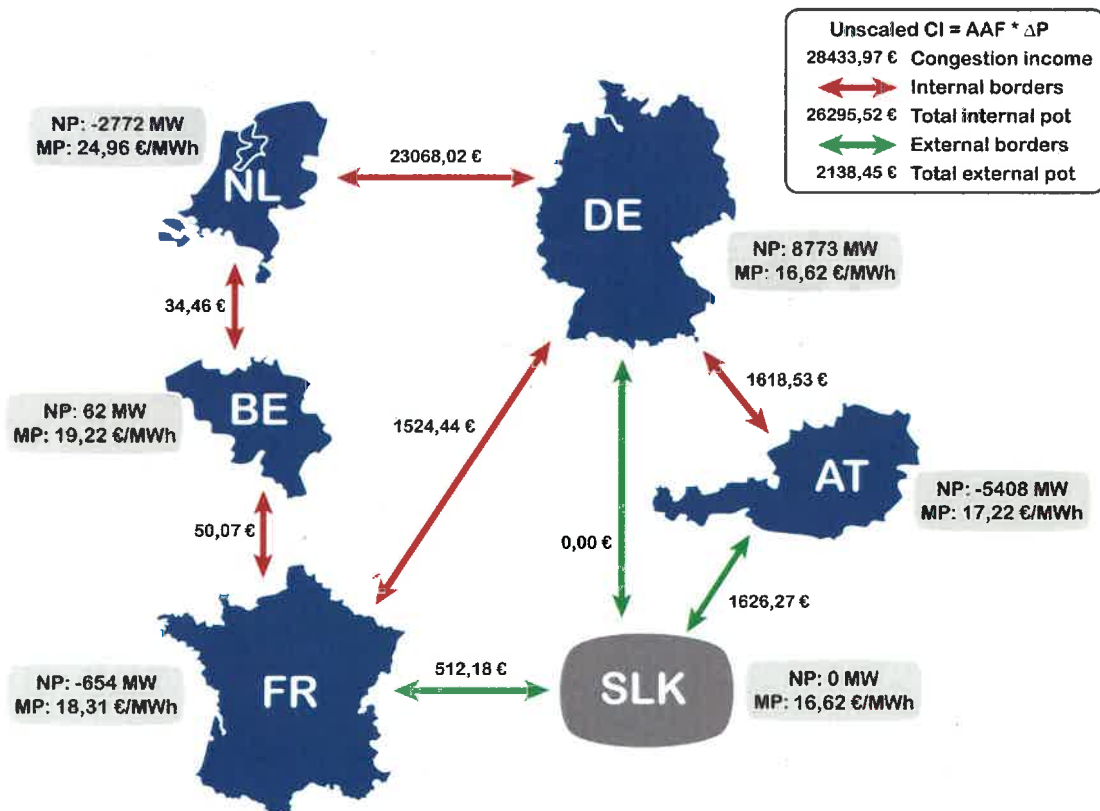 Unscaled CI = AAF * ΔP
28433,97 € Congestion income
Internal borders
26295,52 € Total internal pot
External borders
2138,45 € Total external pot
NP: -2772 MW
MP: 24,96 €/MWh
NL
23068,02 €
DE
NP: 8773 MW
MP: 16,62 €/MWh
34,46 €
1618,53 €
BE
NP: 62 MW
MP: 19,22 €/MWh
1524,44 €
AT
NP: -5408 MW
MP: 17,22 €/MWh
50,07 €
0,00 €
1626,27 €
FR
NP: -654 MW
MP: 18,31 €/MWh
512,18 €
SLK
NP: 0 MW
MP: 16,62 €/MWh